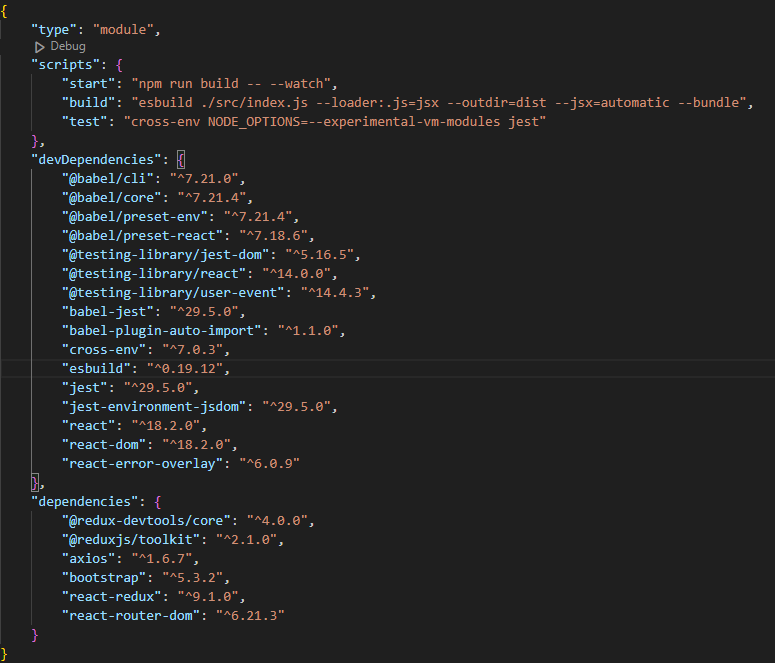 {
"type": "module",
Debug
"scripts": {
"start": "npm run build -- --watch",
"build": "esbuild ./src/index.js --loader:.js=jsx --outdir=dist --jsx=automatic --bundle",
"test": "cross-env NODE_OPTIONS=--experimental-vm-modules jest"
},
"devDependencies": {
"@babel/cli": "^7.21.0",
"@babel/core": "^7.21.4",
"@babel/preset-env": "^7.21.4",
"@babel/preset-react": "^7.18.6",
"@testing-library/jest-dom": "^5.16.5",
"@testing-library/react": "^14.0.0",
"@testing-library/user-event": "^14.4.3",
"babel-jest": "^29.5.0",
"babel-plugin-auto-import": "^1.1.0",
"cross-env": "^7.0.3",
"esbuild": "^0.19.12",
"jest": "^29.5.0",
"jest-environment-jsdom": "^29.5.0",
"react": "^18.2.0",
"react-dom": "^18.2.0",
"react-error-overlay": "^6.0.9"
},
"dependencies": {
"@redux-devtools/core": "^4.0.0",
"@reduxjs/toolkit": "^2.1.0",
"axios": "^1.6.7",
"bootstrap": "^5.3.2",
"react-redux": "^9.1.0",
"react-router-dom": "^6.21.3"
}
}